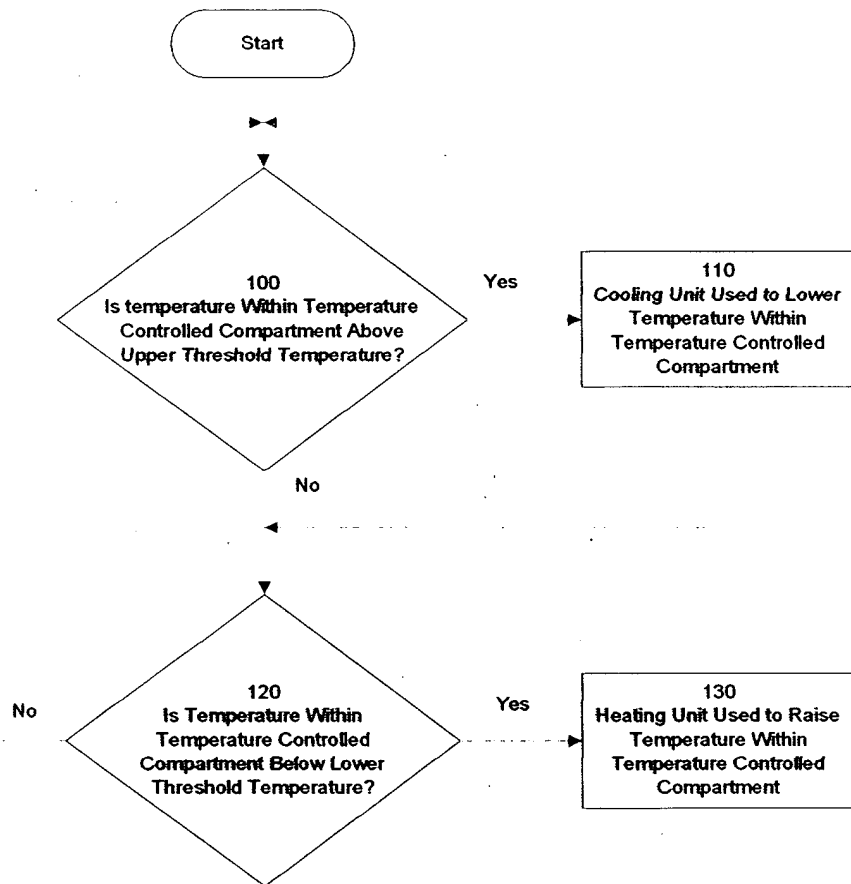 Start
100
Is temperature Within Temperature
Controlled Compartment Above
Upper Threshold Temperature?
Yes
110
Cooling Unit Used to Lower
Temperature Within
Temperature Controlled
Compartment
No
120
Is Temperature Within
Temperature Controlled
Compartment Below Lower
Threshold Temperature?
No
Yes
130
Heating Unit Used to Raise
Temperature Within
Temperature Controlled
Compartment